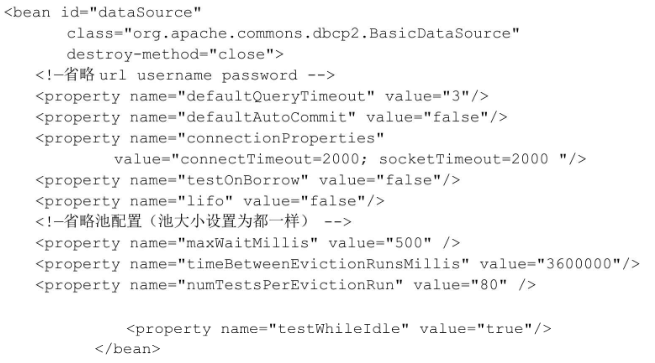 <bean id="dataSource"
class="org.apache.commons.dbcp2.BasicDataSource"
destroy-method="close">
<!—省略 url username password -->
<property name="defaultQueryTimeout" value="3"/>
<property name="defaultAutoCommit" value="false"/>
<property name="connectionProperties"
value="connectTimeout=2000; socketTimeout=2000 "/>
<property name="testOnBorrow" value="false"/>
<property name="lifo" value="false"/>
<!—省略池配置（池大小设置为都一样） -->
<property name="maxWaitMillis" value="500" />
<property name="timeBetweenEvictionRunsMillis" value="3600000"/>
<property name="numTestsPerEvictionRun" value="80" />
<property name="testWhileIdle" value="true"/>
</bean>